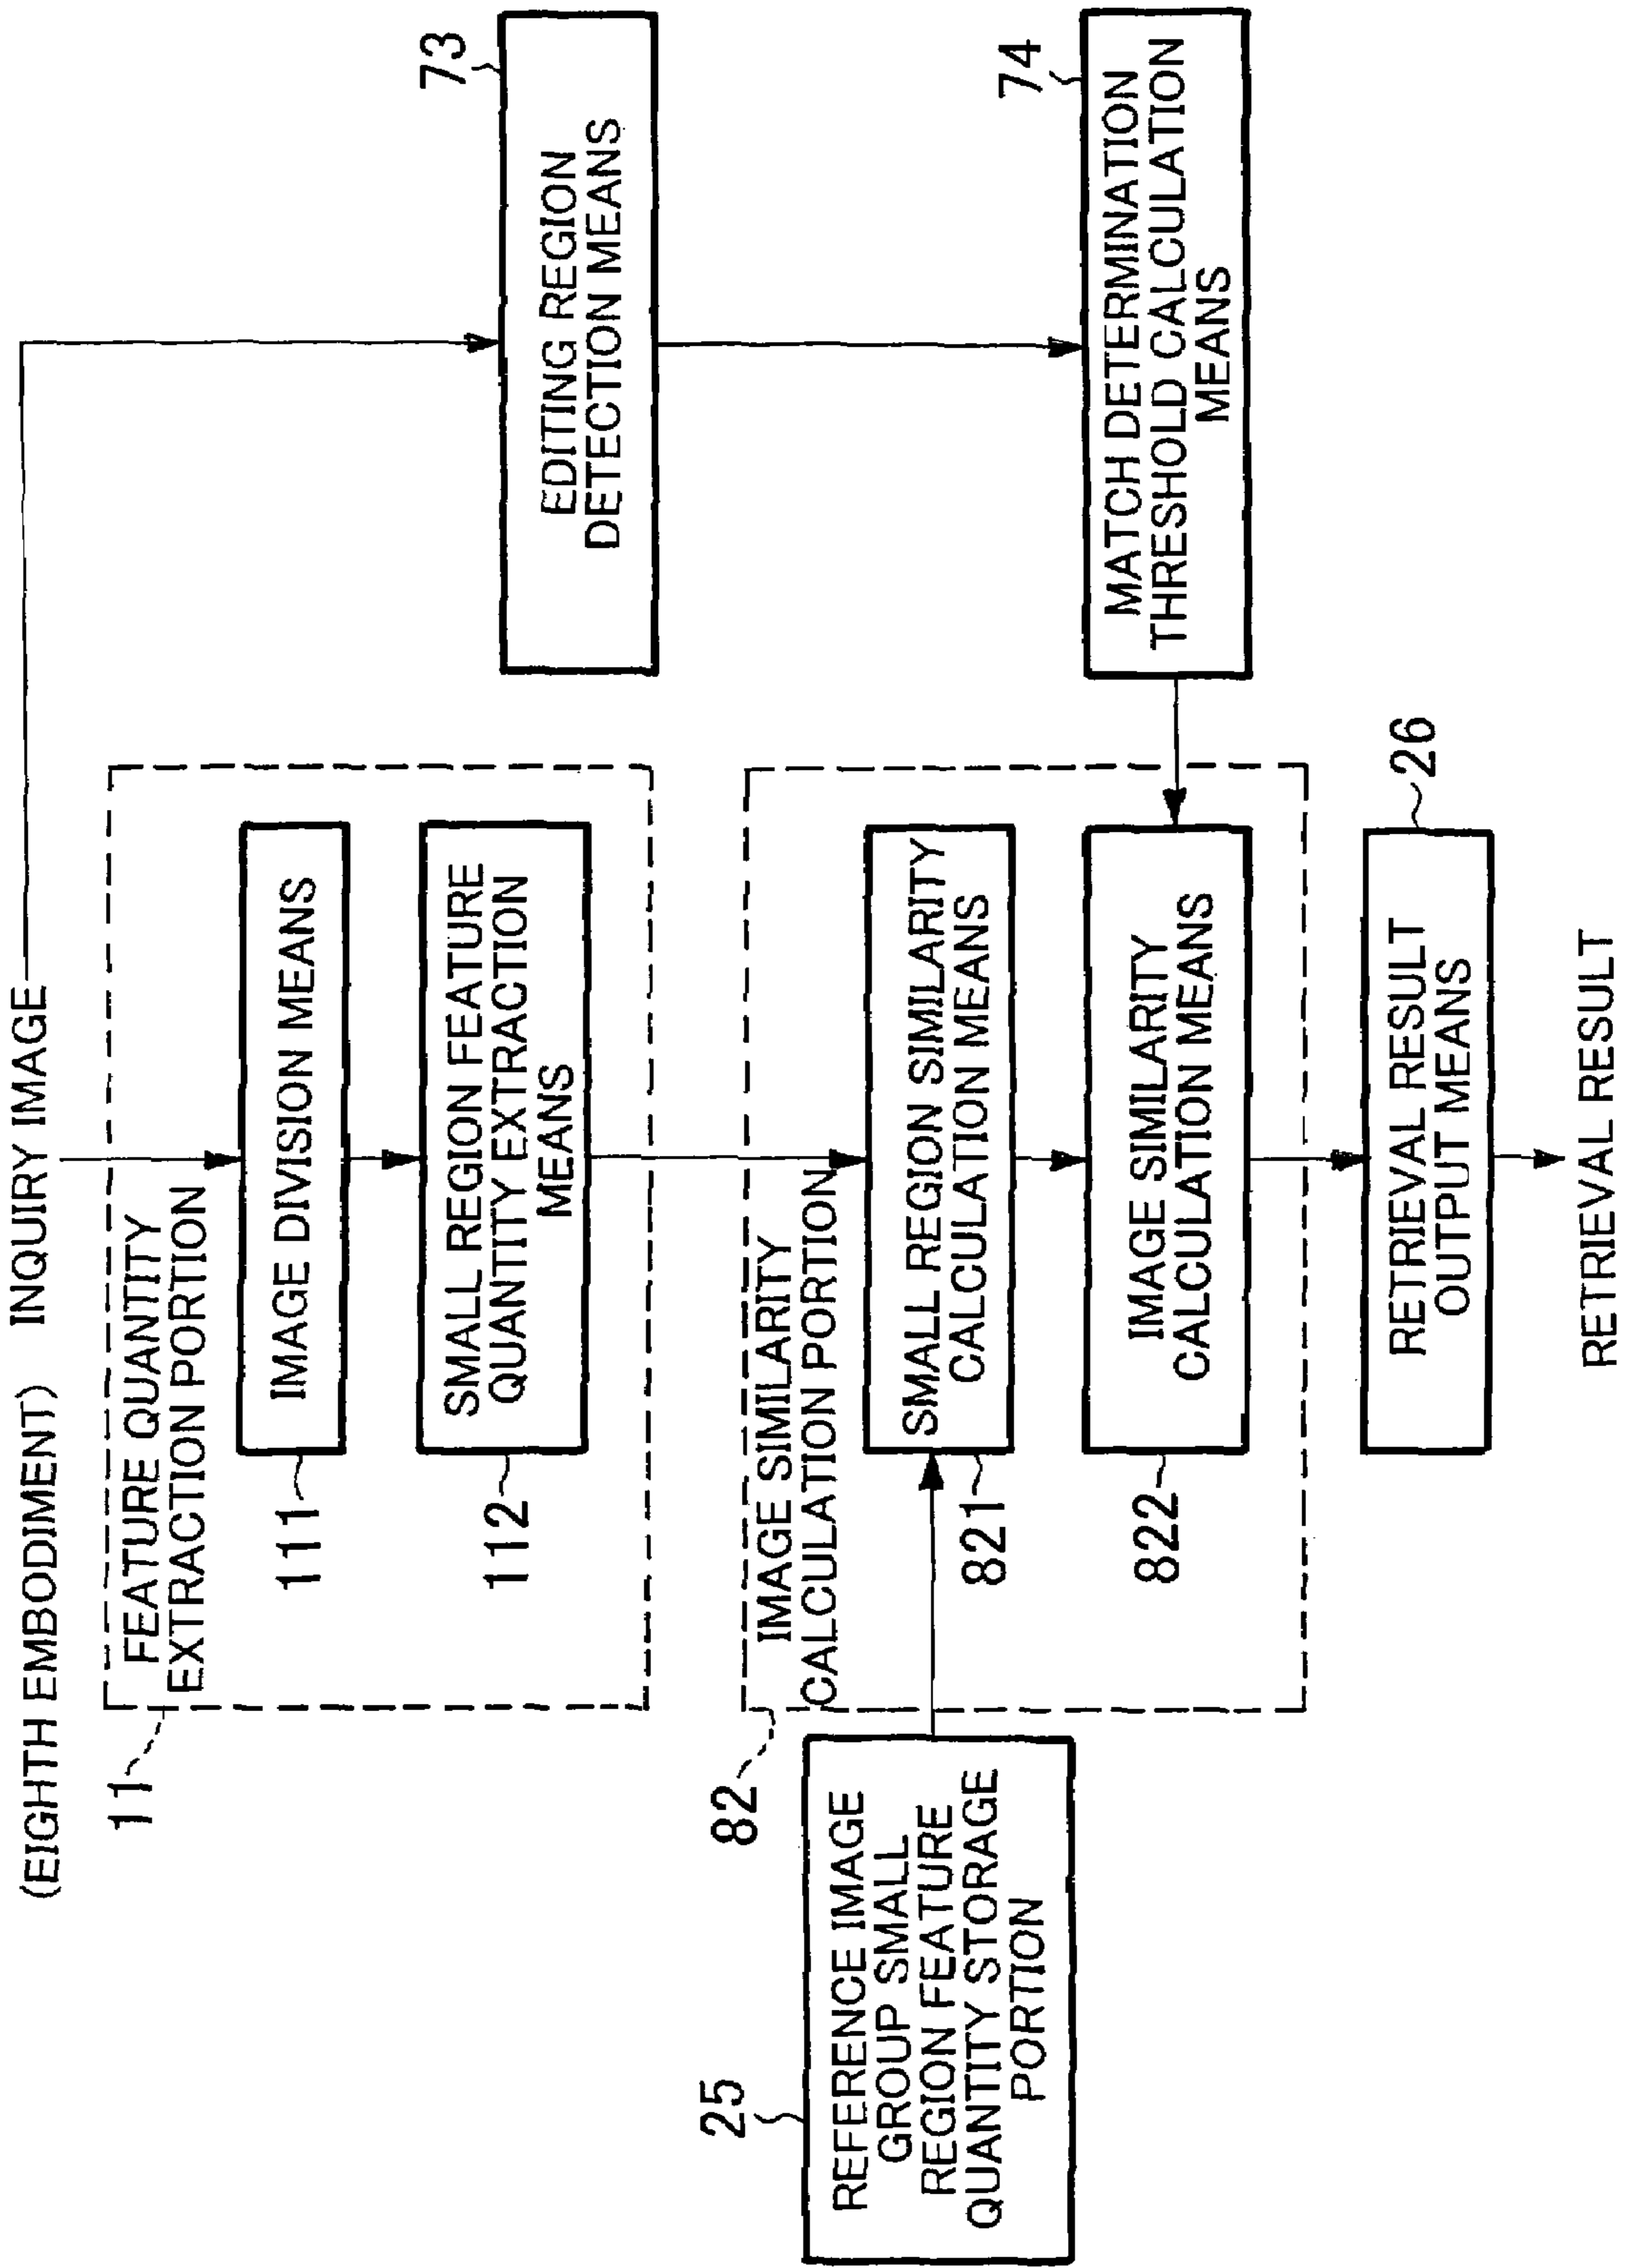 (EIGHTH EMBODIMENT)
INQUIRY IMAGE
11
FEATURE QUANTITY
EXTRACTION PORTION
111
IMAGE DIVISION MEANS
112
SMALL REGION FEATURE
QUANTITY EXTRACTION
MEANS
73
EDITING REGION
DETECTION MEANS
82
IMAGE SIMILARITY
CALCULATION PORTION
25
REFERENCE IMAGE
GROUP SMALL
REGION FEATURE
QUANTITY STORAGE
PORTION
821
SMALL REGION SIMILARITY
CALCULATION MEANS
822
IMAGE SIMILARITY
CALCULATION MEANS
74
MATCH DETERMINATION
THRESHOLD CALCULATION
MEANS
26
RETRIEVAL RESULT
OUTPUT MEANS
RETRIEVAL RESULT